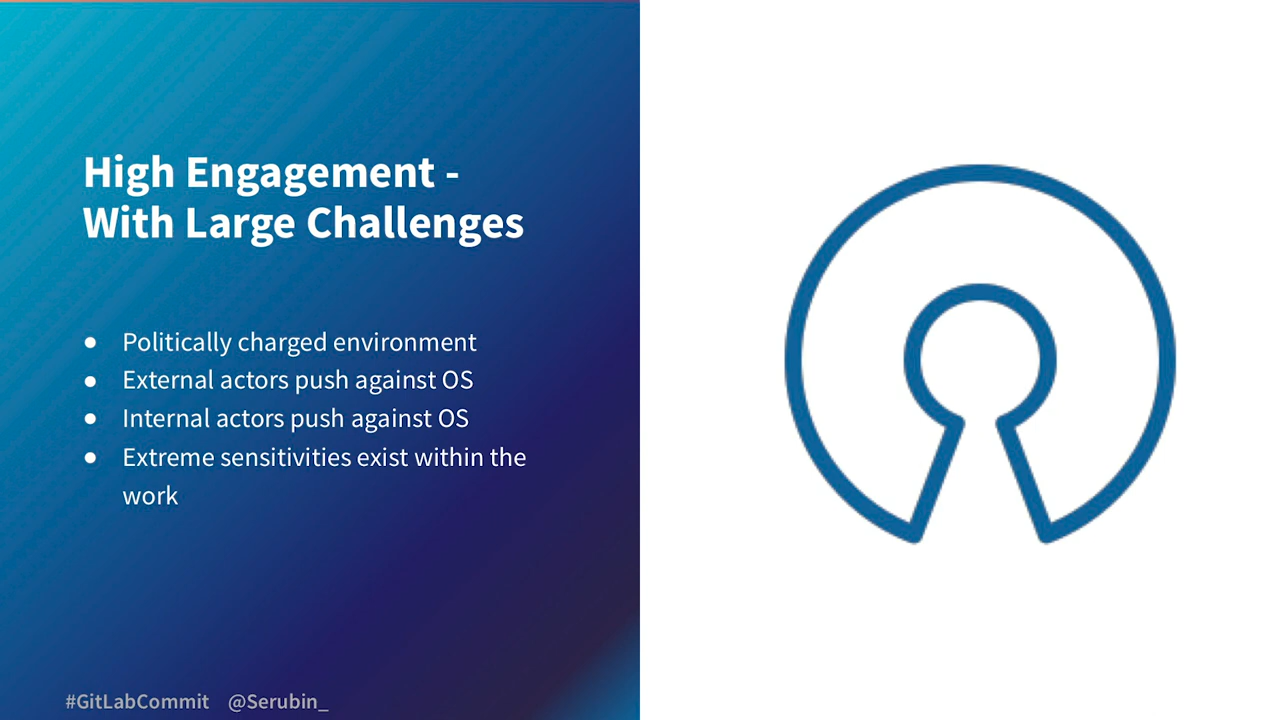 High Engagement -
With Large Challenges
● Politically charged environment
● External actors push against OS
● Internal actors push against OS
● Extreme sensitivities exist within the
work
#GitLabCommit @Serubin_